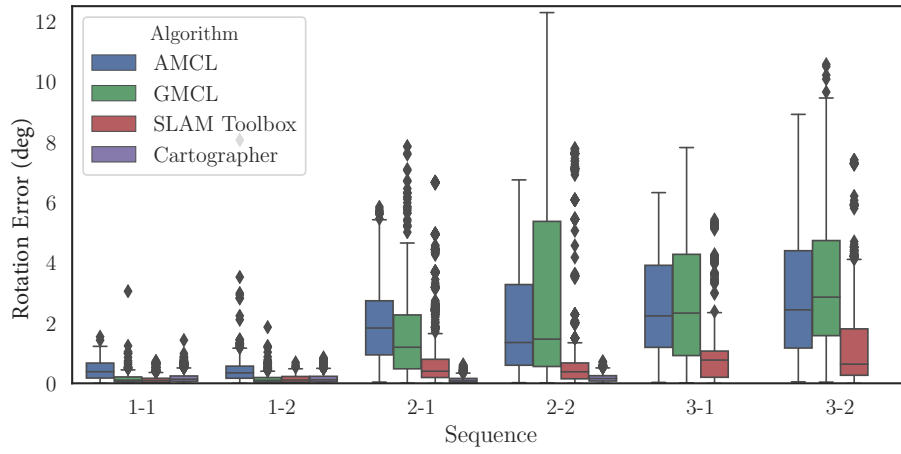 Algorithm
AMCL
GMCL
SLAM Toolbox
Cartographer
Rotation Error (deg)
12
10
8
6
4
2
0
1-1 1-2 2-1 2-2 3-1 3-2
Sequence